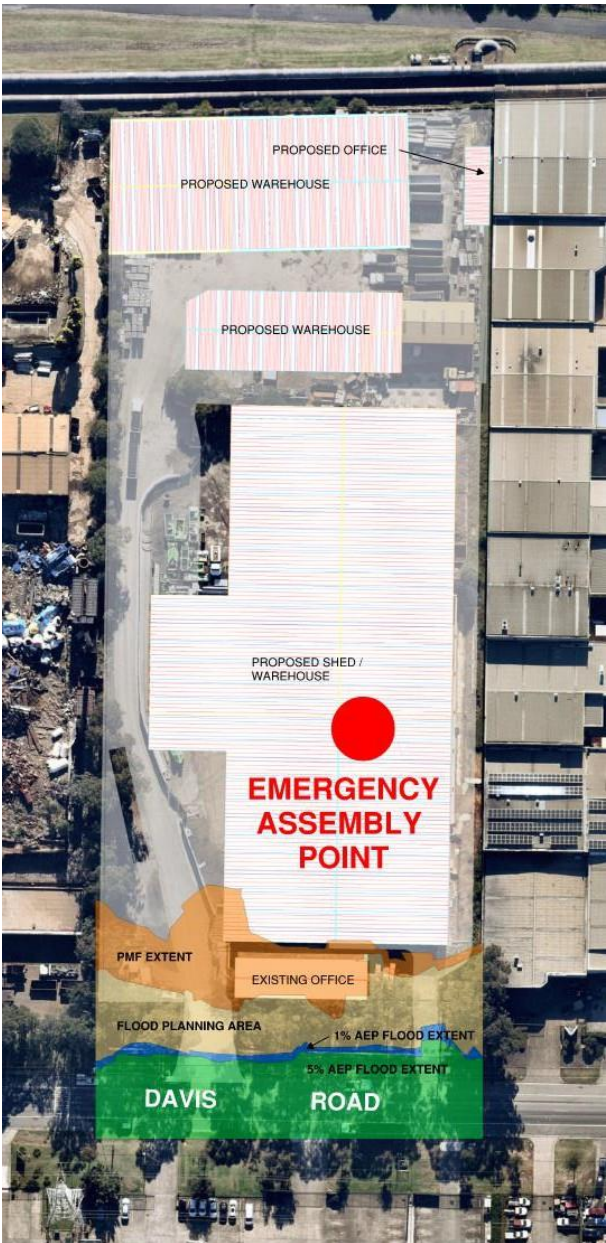 PROPOSED OFFICE
PROPOSED WAREHOUSE
PROPOSED WAREHOUSE
PROPOSED SHED /
WAREHOUSE
EMERGENCY
ASSEMBLY
POINT
PMF EXTENT
EXISTING OFFICE
FLOOD PLANNING AREA
1% AEP FLOOD EXTENT
5% AEP FLOOD EXTENT
DAVIS ROAD